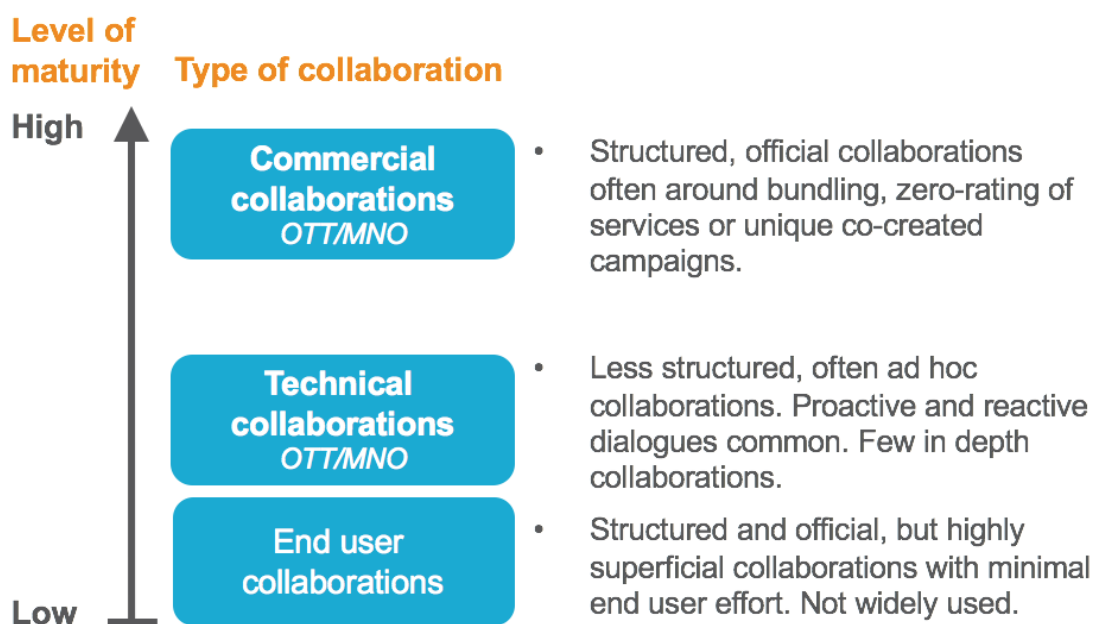 Level of
maturity
Type of collaboration
High
Commercial
collaborations
OTT/MNO
• Structured, official collaborations
often around bundling, zero-rating of
services or unique co-created
campaigns.
Technical
collaborations
OTT/MNO
• Less structured, often ad hoc
collaborations. Proactive and reactive
dialogues common. Few in depth
collaborations.
End user
collaborations
• Structured and official, but highly
superficial collaborations with minimal
end user effort. Not widely used.
Low